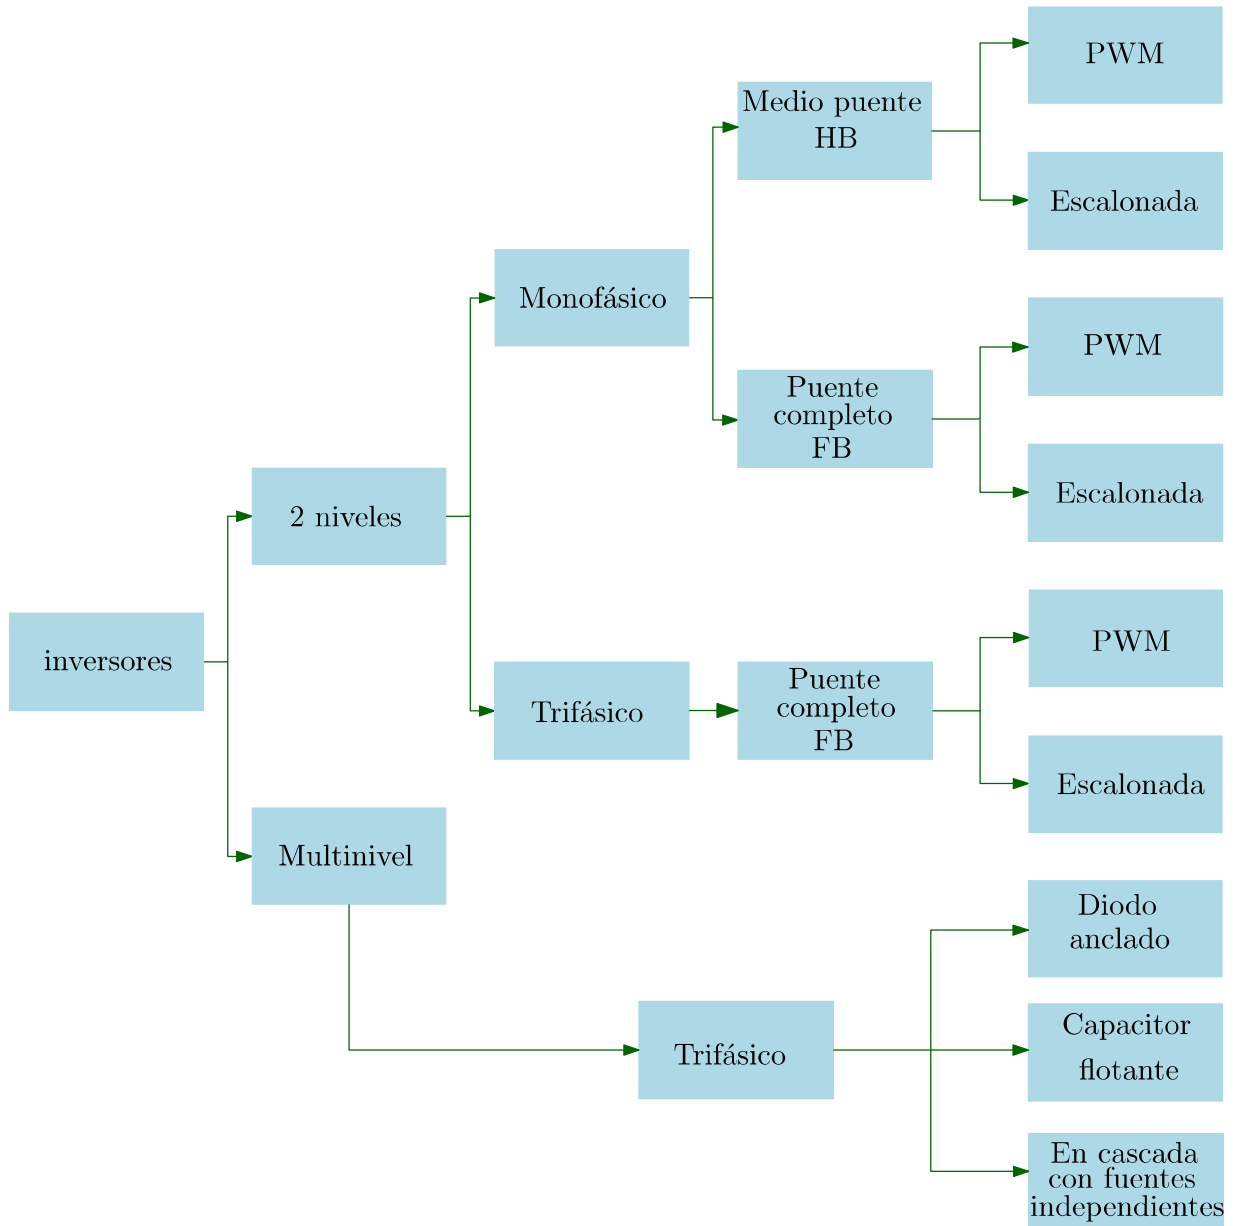 PWM
Medio puente
HB
Escalonada
Monofásico
PWM
Puente
completo
FB
Escalonada
2 niveles
inversores
PWM
Trifásico
Puente
completo
FB
Escalonada
Multinivel
Diodo
anclado
Trifásico
Capacitor
flotante
En cascada
con fuentes
independientes